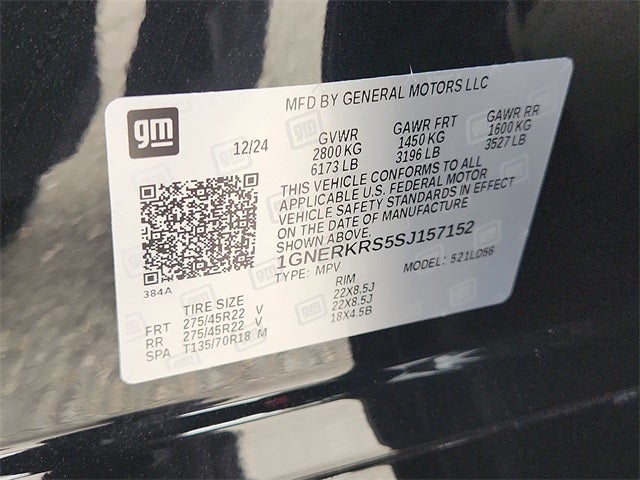 MFD BY GENERAL MOTORS LLC
gm
12/24 GVWR GAWR FRT GAWR RR
2800 KG 1450 KG 1600 KG
6173 LB 3196 LB 3527 LB
THIS VEHICLE CONFORMS TO ALL
APPLICABLE U.S. FEDERAL MOTOR
VEHICLE SAFETY STANDARDS IN EFFECT
ON THE DATE OF MANUFACTURE
SHOWN ABOVE.
1GNERKRS5SJ157152
TYPE: MPV MODEL: 521LD56
384A
TIRE SIZE RIM
FRT 275/45R22 V 22X8.5J
RR 275/45R22 V 22X8.5J
SPA T135/70R18 M 18X4.5B